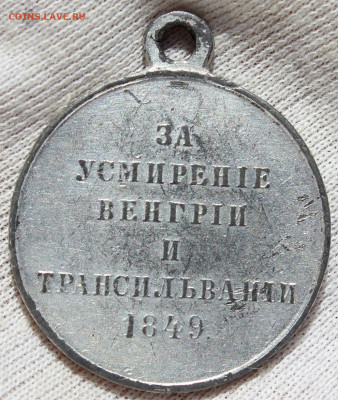 COINS.LAVE.RU
ЗА
УСМИРЕНІЕ
ВЕНГРІИ
И
ТРАНСИЛЬВАНІИ
1849.